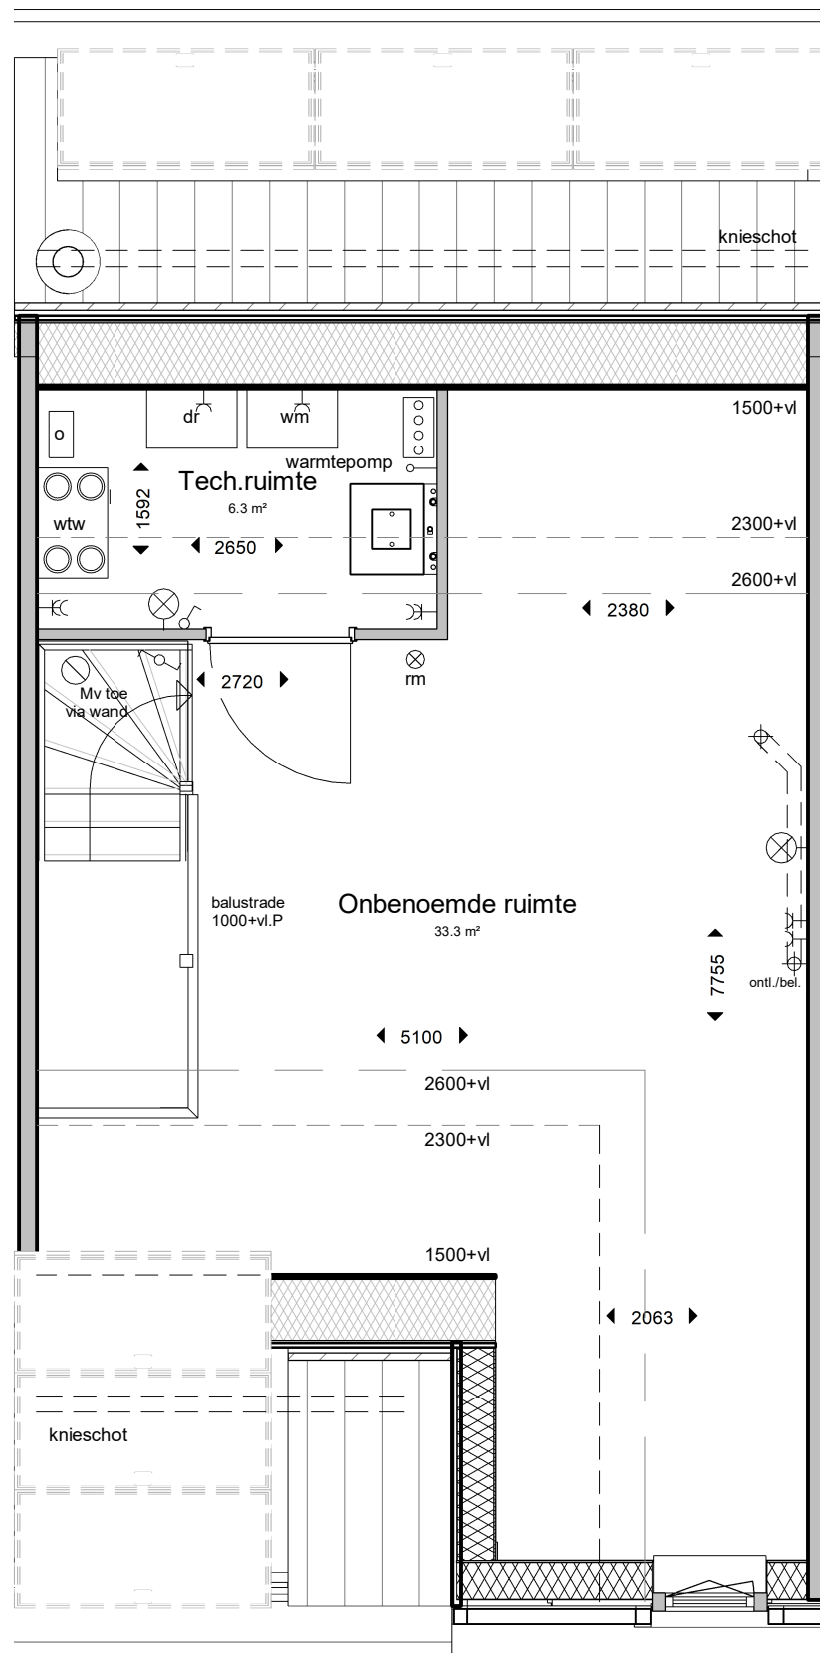 knieschot
1500+vl
dr
wm
o
warmtepomp
Tech.ruimte
6.3 m²
1592
wtw
2300+vl
2650
2600+vl
2380
2720
rm
Mv toe
via wand
balustrade
1000+vl.P
Onbenoemde ruimte
33.3 m²
7755
ontl./bel.
5100
2600+vl
2300+vl
1500+vl
2063
knieschot